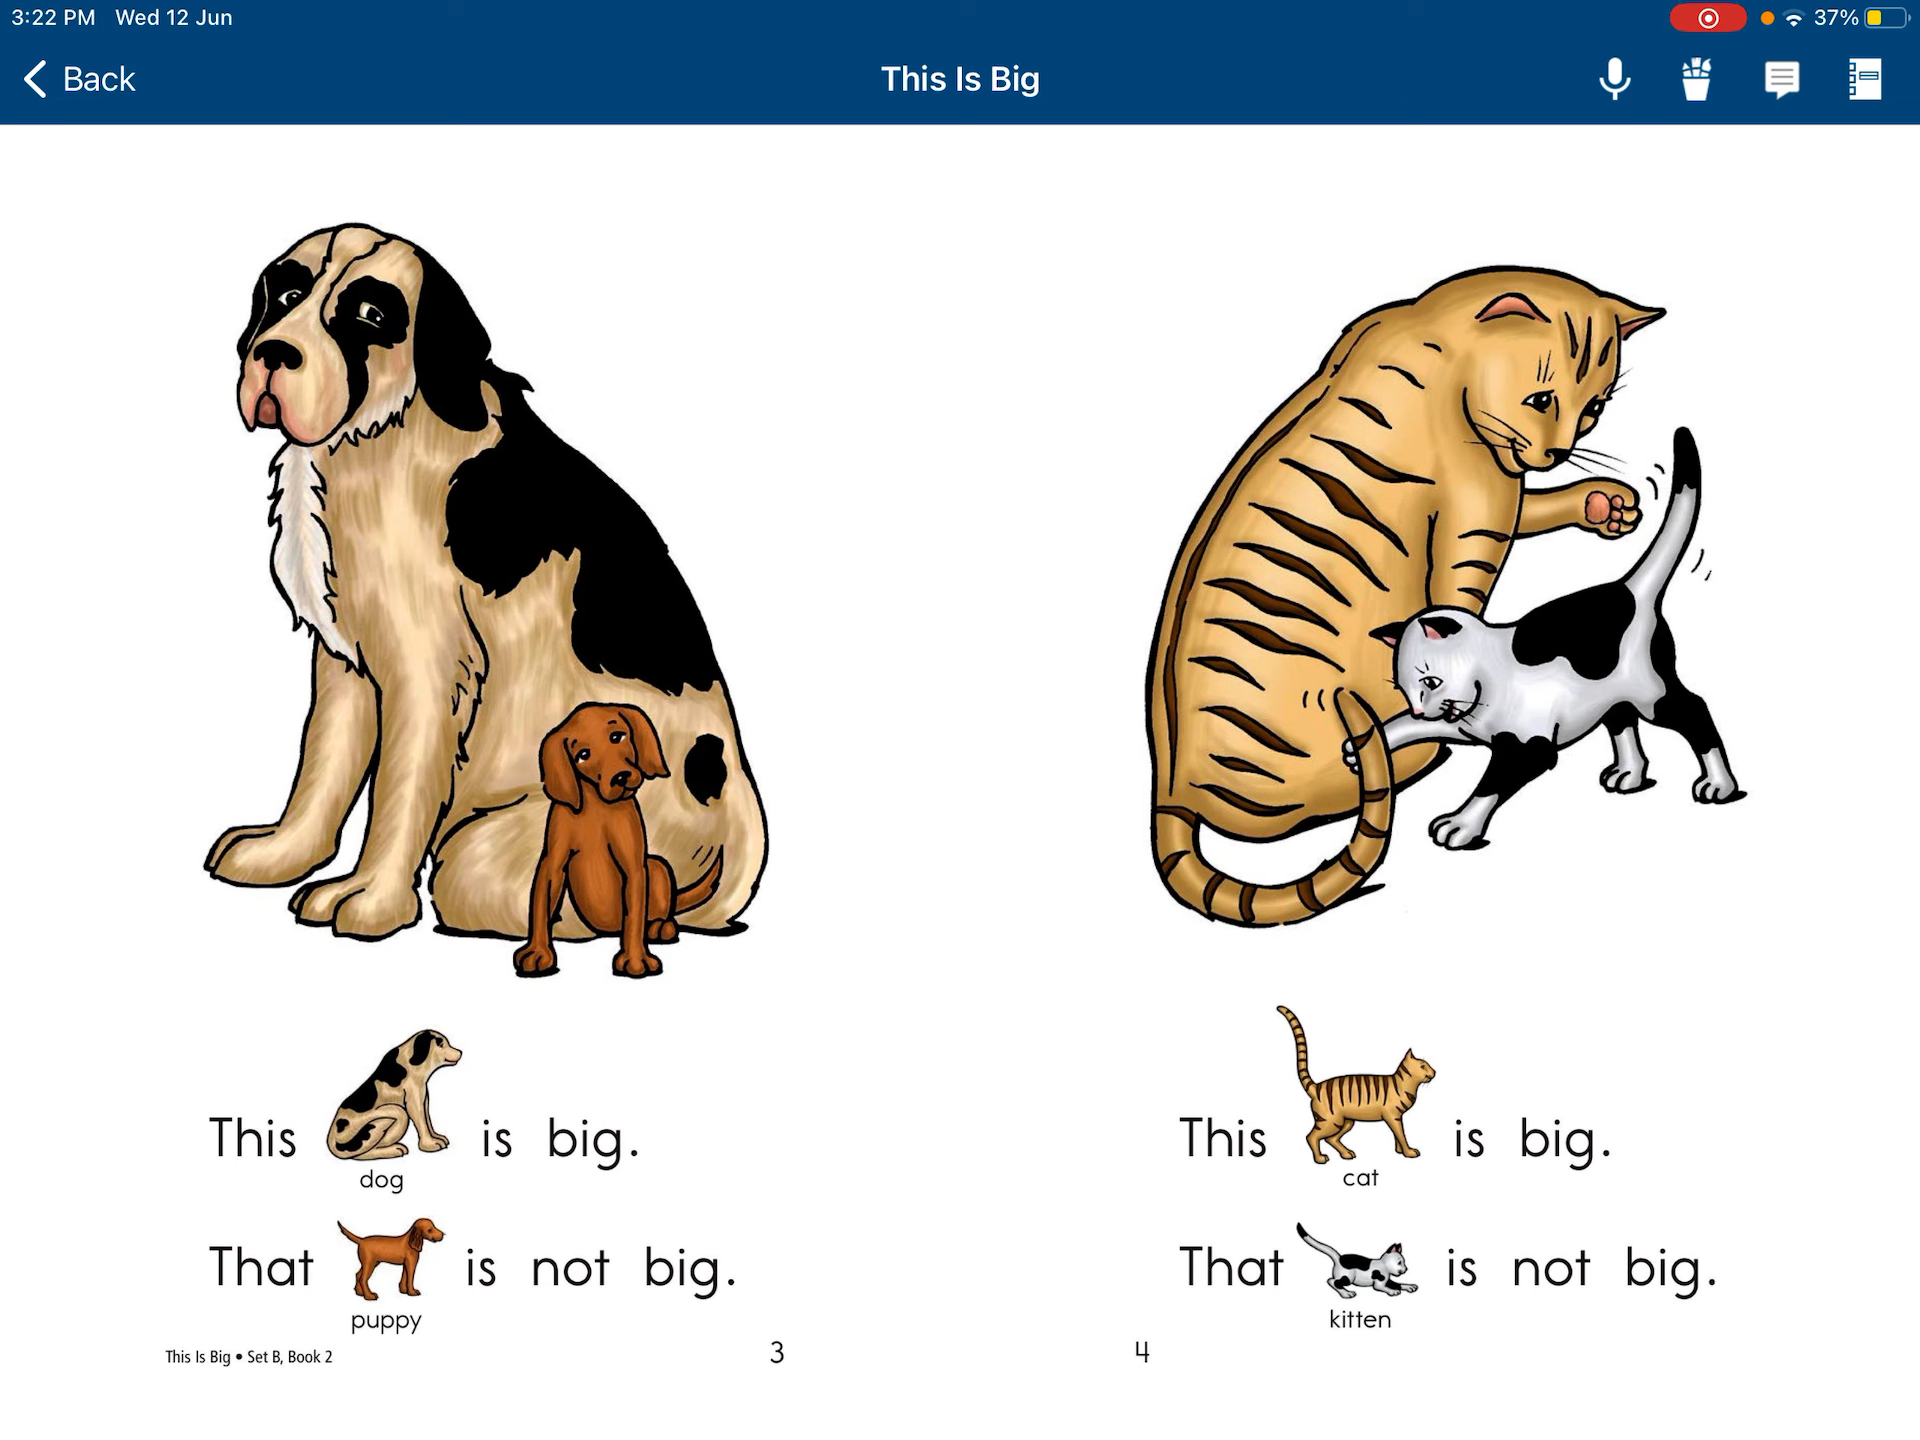 3:22 PM Wed 12 Jun
37%
Back
This Is Big
This dog is big.
That puppy is not big.
This Is Big • Set B, Book 2
3
This cat is big.
That kitten is not big.
4